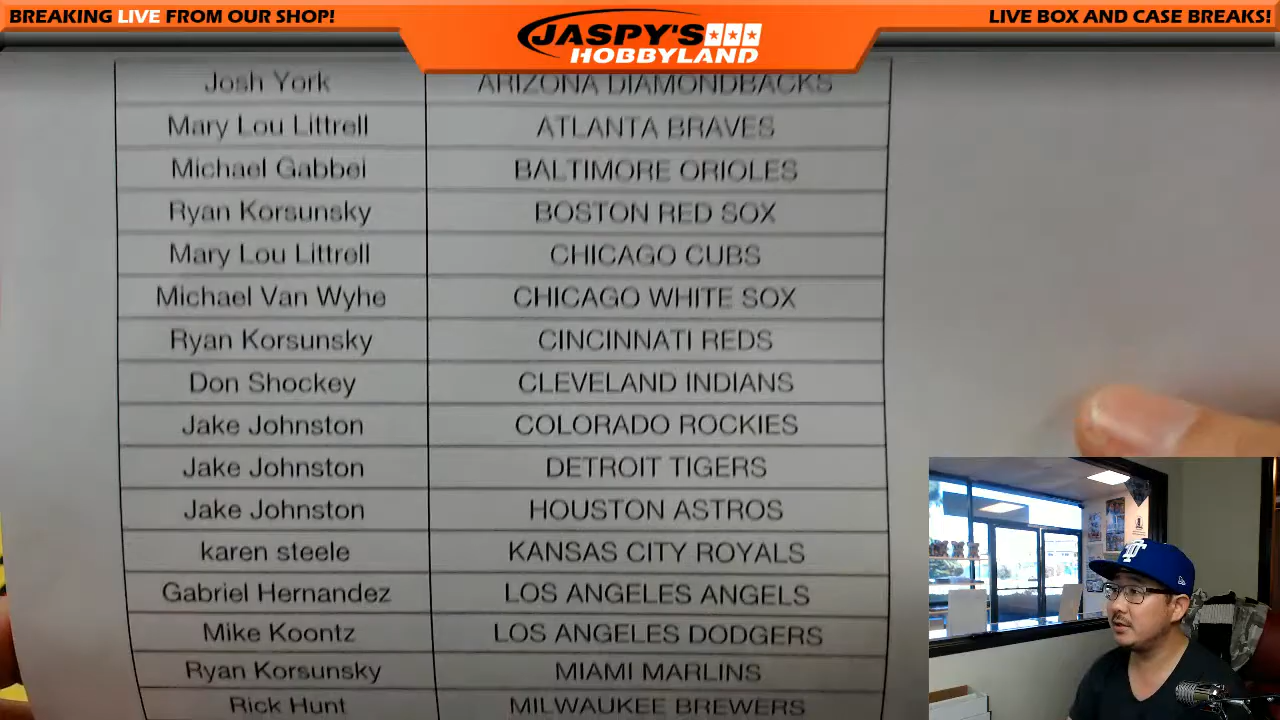 BREAKING LIVE FROM OUR SHOP!
JASPY'S
HOBBYLAND
LIVE BOX AND CASE BREAKS!
Josh York ARIZONA DIAMONDBACKS
Mary Lou Littrell ATLANTA BRAVES
Michael Gabbei BALTIMORE ORIOLES
Ryan Korsunsky BOSTON RED SOX
Mary Lou Littrell CHICAGO CUBS
Michael Van Wyhe CHICAGO WHITE SOX
Ryan Korsunsky CINCINNATI REDS
Don Shockey CLEVELAND INDIANS
Jake Johnston COLORADO ROCKIES
Jake Johnston DETROIT TIGERS
Jake Johnston HOUSTON ASTROS
karen steele KANSAS CITY ROYALS
Gabriel Hernandez LOS ANGELES ANGELS
Mike Koontz LOS ANGELES DODGERS
Ryan Korsunsky MIAMI MARLINS
Rick Hunt MILWAUKEE BREWERS